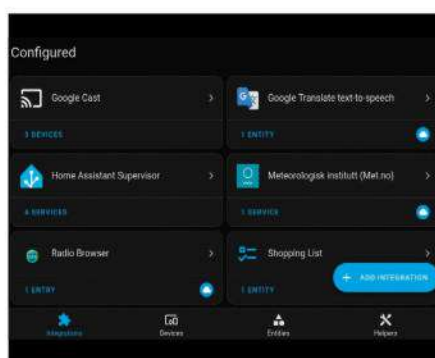 Configured
Google Cast
3 DEVICES
Google Translate text-to-speech
1 ENTITY
Home Assistant Supervisor
4 SERVICES
Meteorologisk institutt (Met.no)
1 SERVICE
Radio Browser
1 ENTRY
Shopping List
1 ENTITY
+ ADD INTEGRATION
Integrations
Devices
Entities
Helpers